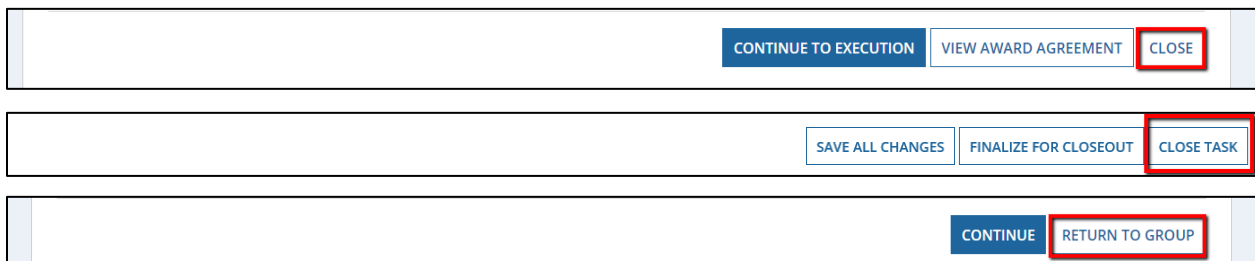 CONTINUE TO EXECUTION VIEW AWARD AGREEMENT CLOSE
SAVE ALL CHANGES FINALIZE FOR CLOSEOUT CLOSE TASK
CONTINUE RETURN TO GROUP